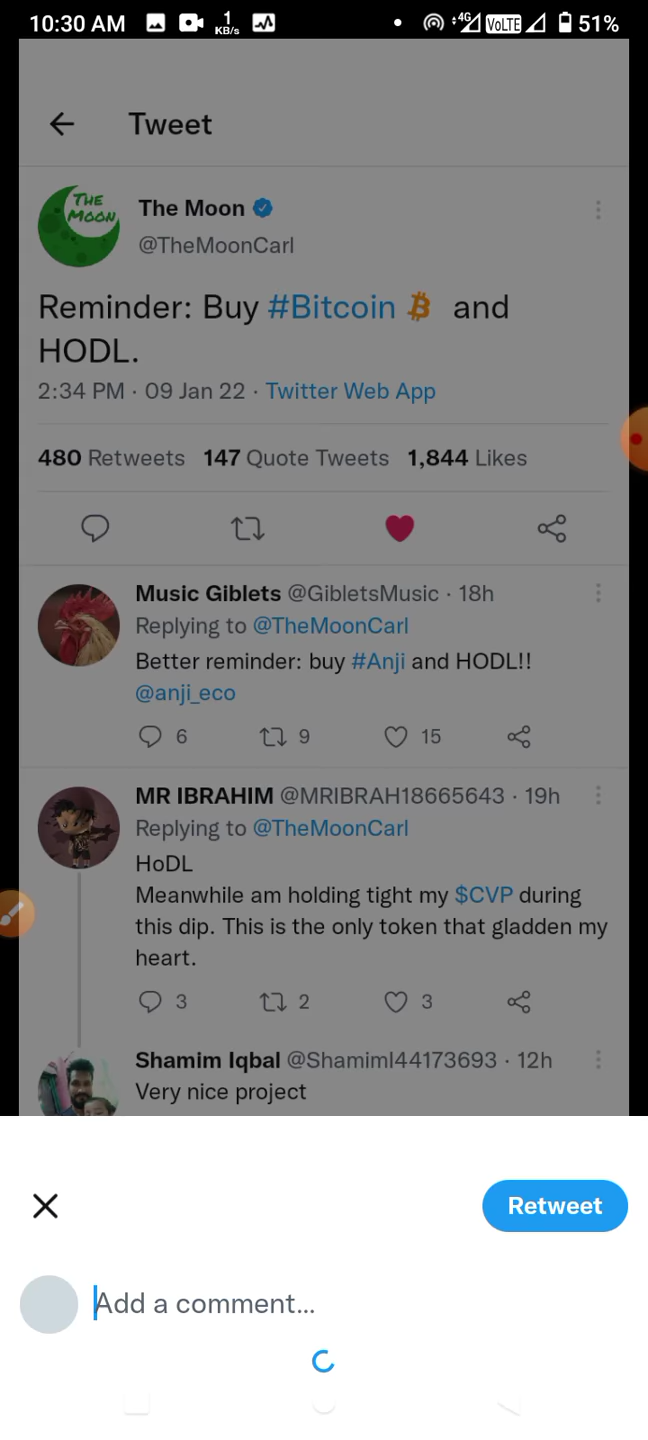 10:30 AM 1 KB/s 4G VoLTE 51%
Tweet
THE MOON
The Moon
@TheMoonCarl
Reminder: Buy #Bitcoin and
HODL.
2:34 PM · 09 Jan 22 · Twitter Web App
480 Retweets 147 Quote Tweets 1,844 Likes
Music Giblets @GibletsMusic · 18h
Replying to @TheMoonCarl
Better reminder: buy #Anji and HODL!!
@anji_eco
6 9 15
MR IBRAHIM @MRIBRAH18665643 · 19h
Replying to @TheMoonCarl
HoDL
Meanwhile am holding tight my $CVP during
this dip. This is the only token that gladden my
heart.
3 2 3
Shamim Iqbal @ShamimI44173693 · 12h
Very nice project
Retweet
Add a comment...